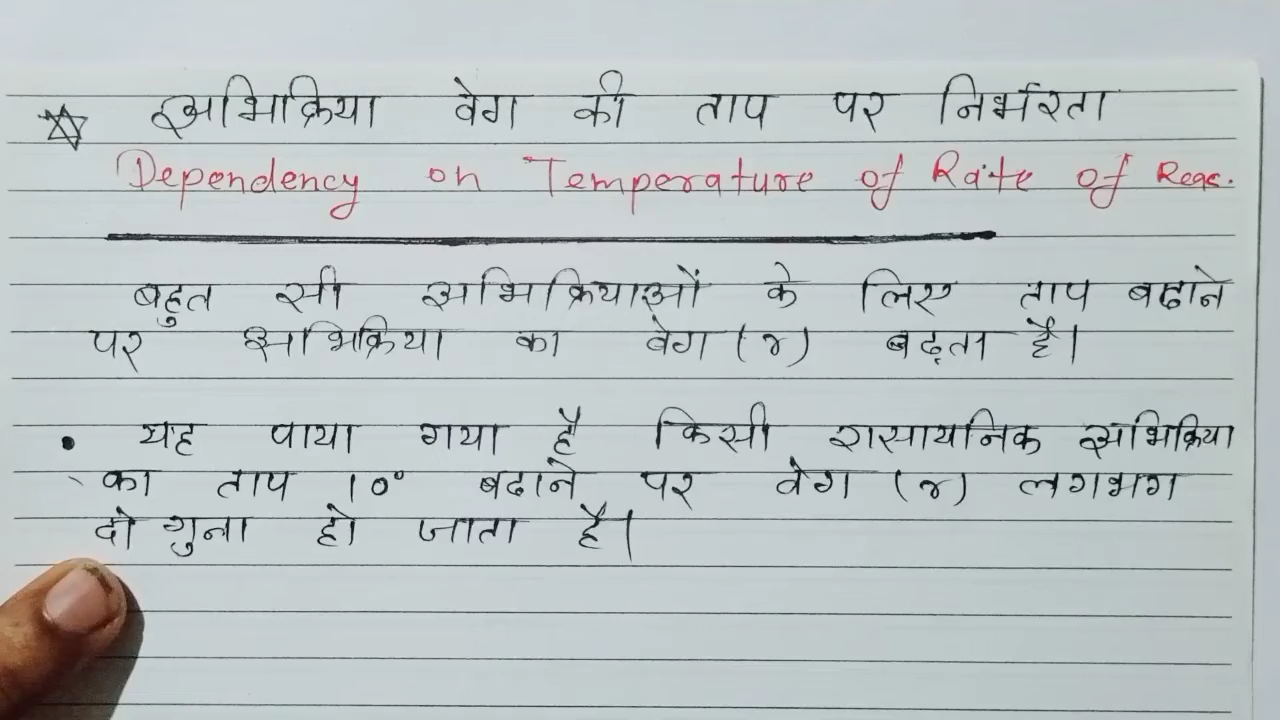 ☆ अभिक्रिया वेग की ताप पर निर्भरता
Dependency on Temperature of Rate of Reac.
बहुत सी अभिक्रियाओं के लिए ताप बढाने
पर अभिक्रिया का वेग (r) बढ़ता है।
• यह पाया गया है किसी रासायनिक अभिक्रिया
का ताप 10° बढाने पर वेग (r) लगभग
दो गुना हो जाता है।